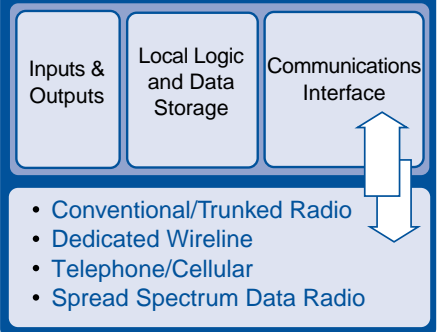 Inputs &
Outputs
Local Logic
and Data
Storage
Communications
Interface
• Conventional/Trunked Radio
• Dedicated Wireline
• Telephone/Cellular
• Spread Spectrum Data Radio